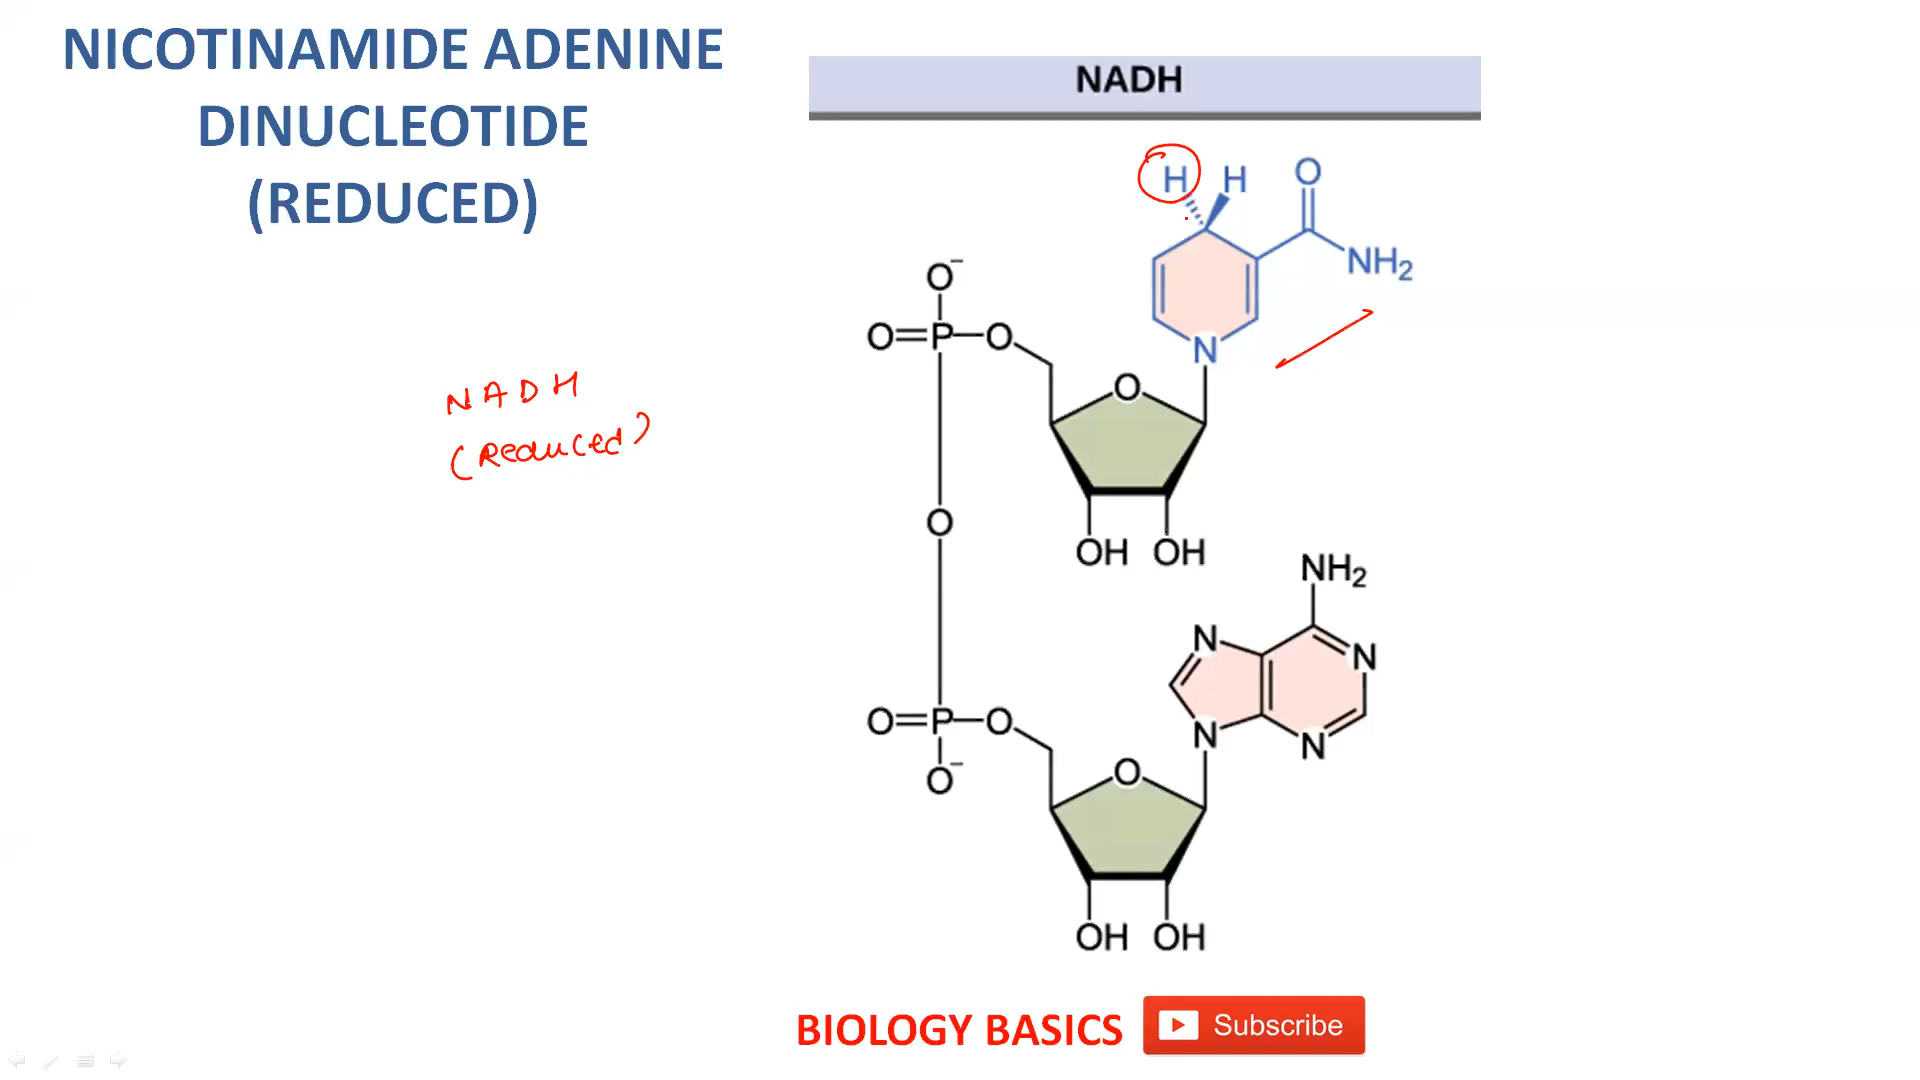 NICOTINAMIDE ADENINE
DINUCLEOTIDE
(REDUCED)
NADH
H H O
NH₂
O⁻
O=P–O
N
O
NADH
(Reduced)
O
OH OH
NH₂
N N
O=P–O
N N
O⁻
O
OH OH
BIOLOGY BASICS Subscribe